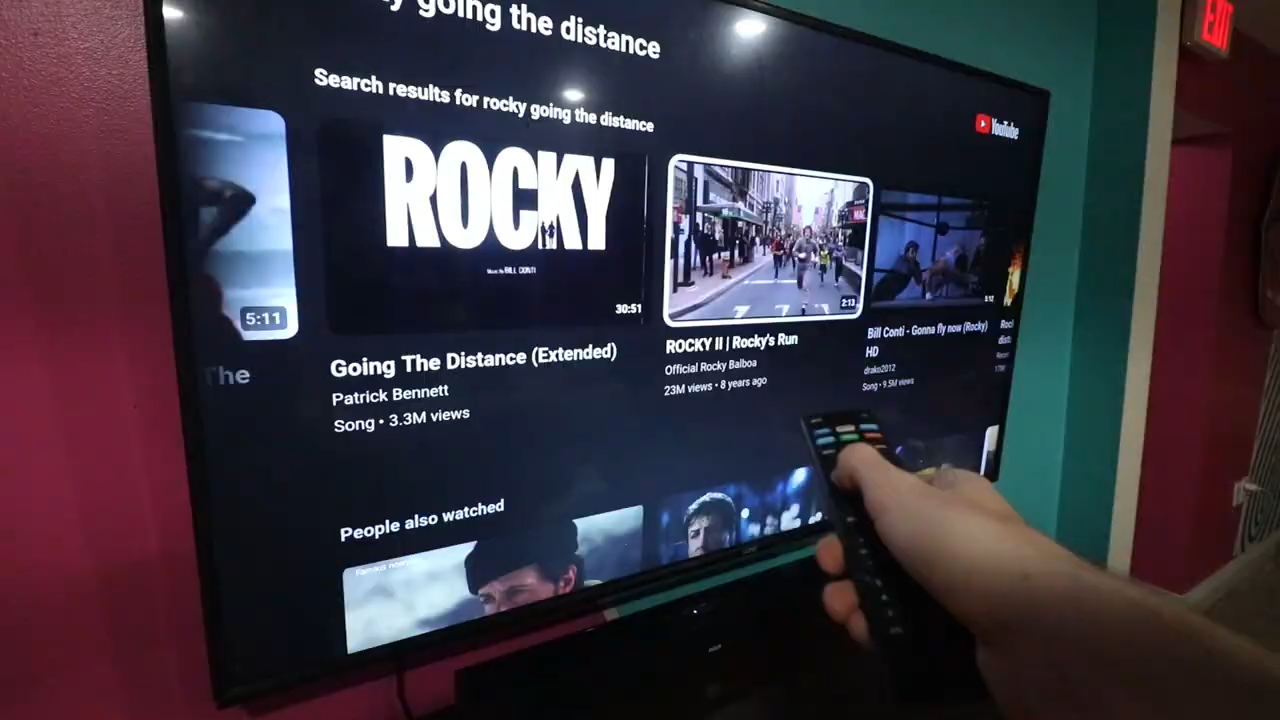 going the distance
Search results for rocky going the distance
YouTube
EXIT
5:11
The
ROCKY
30:51
Going The Distance (Extended)
Patrick Bennett
Song • 3.3M views
2:13
ROCKY II | Rocky's Run
Official Rocky Balboa
23M views • 8 years ago
Bill Conti - Gonna fly now (Rocky)
HD
drako2012
Song • 9.5M views
People also watched